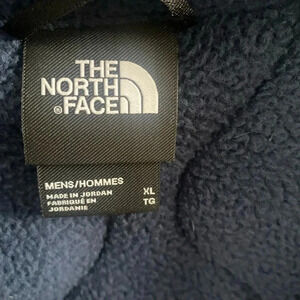 THE
NORTH
FACE
®
MENS/HOMMES
MADE IN JORDAN
FABRIQUÉ EN
JORDANIE
XL
TG